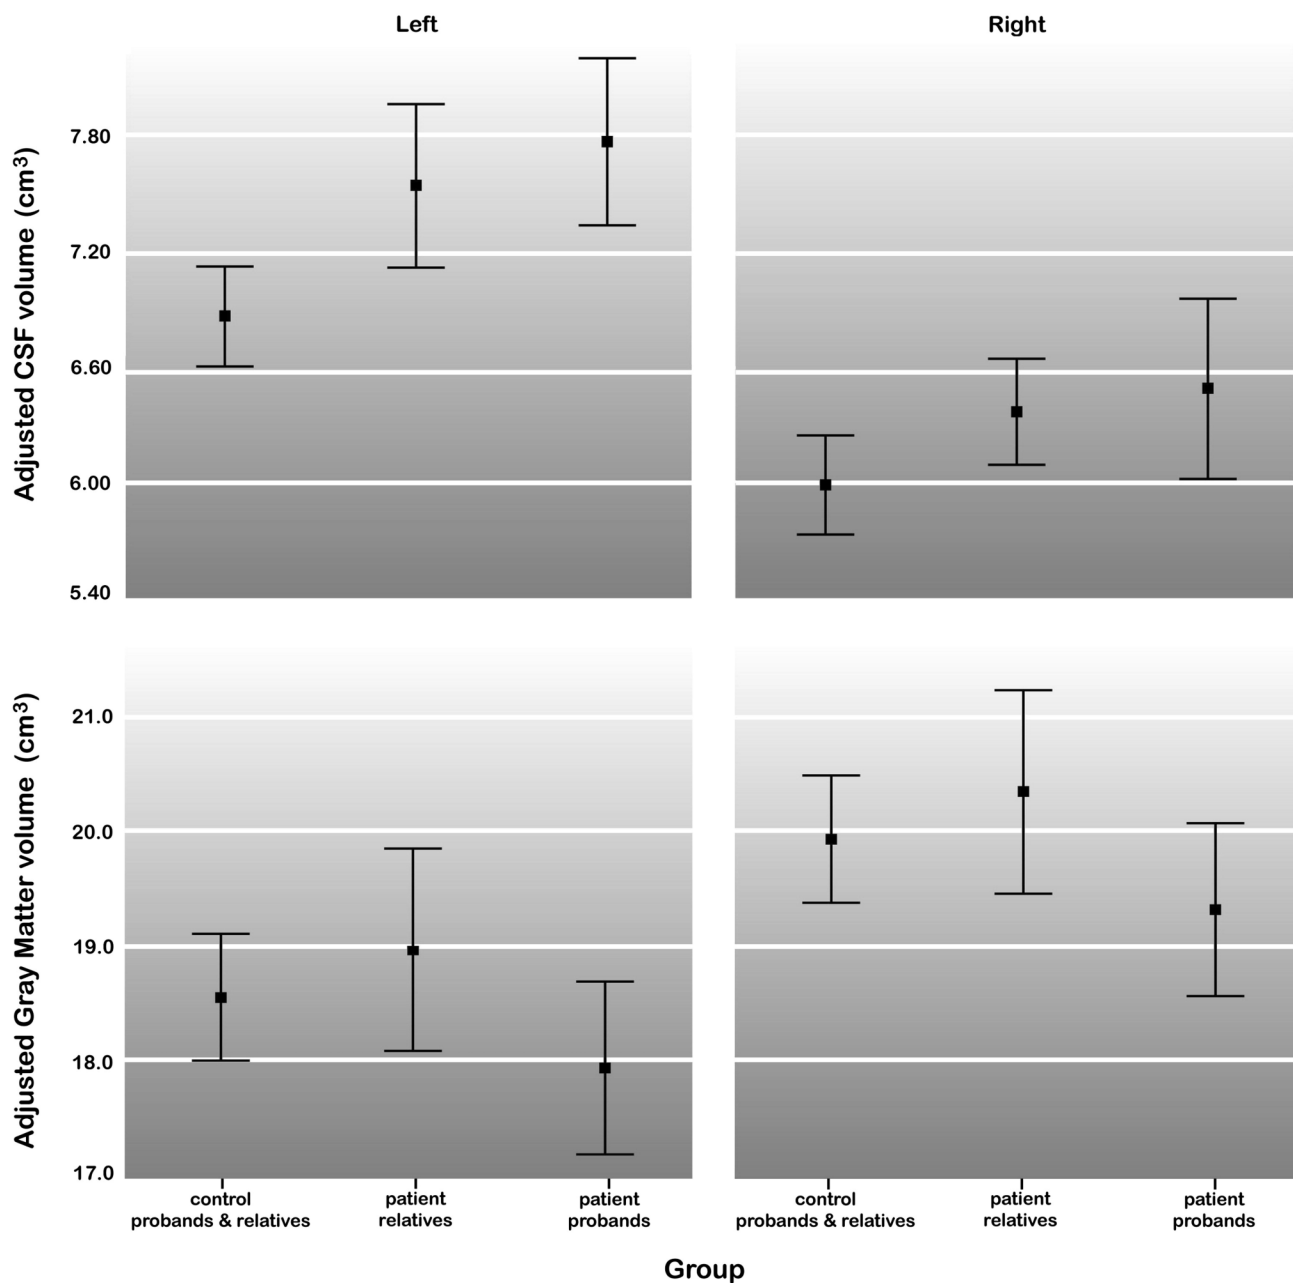 Left
Right
Adjusted CSF volume (cm³)
7.80
7.20
6.60
6.00
5.40
Adjusted Gray Matter volume (cm³)
21.0
20.0
19.0
18.0
17.0
control
probands & relatives
patient
relatives
patient
probands
control
probands & relatives
patient
relatives
patient
probands
Group